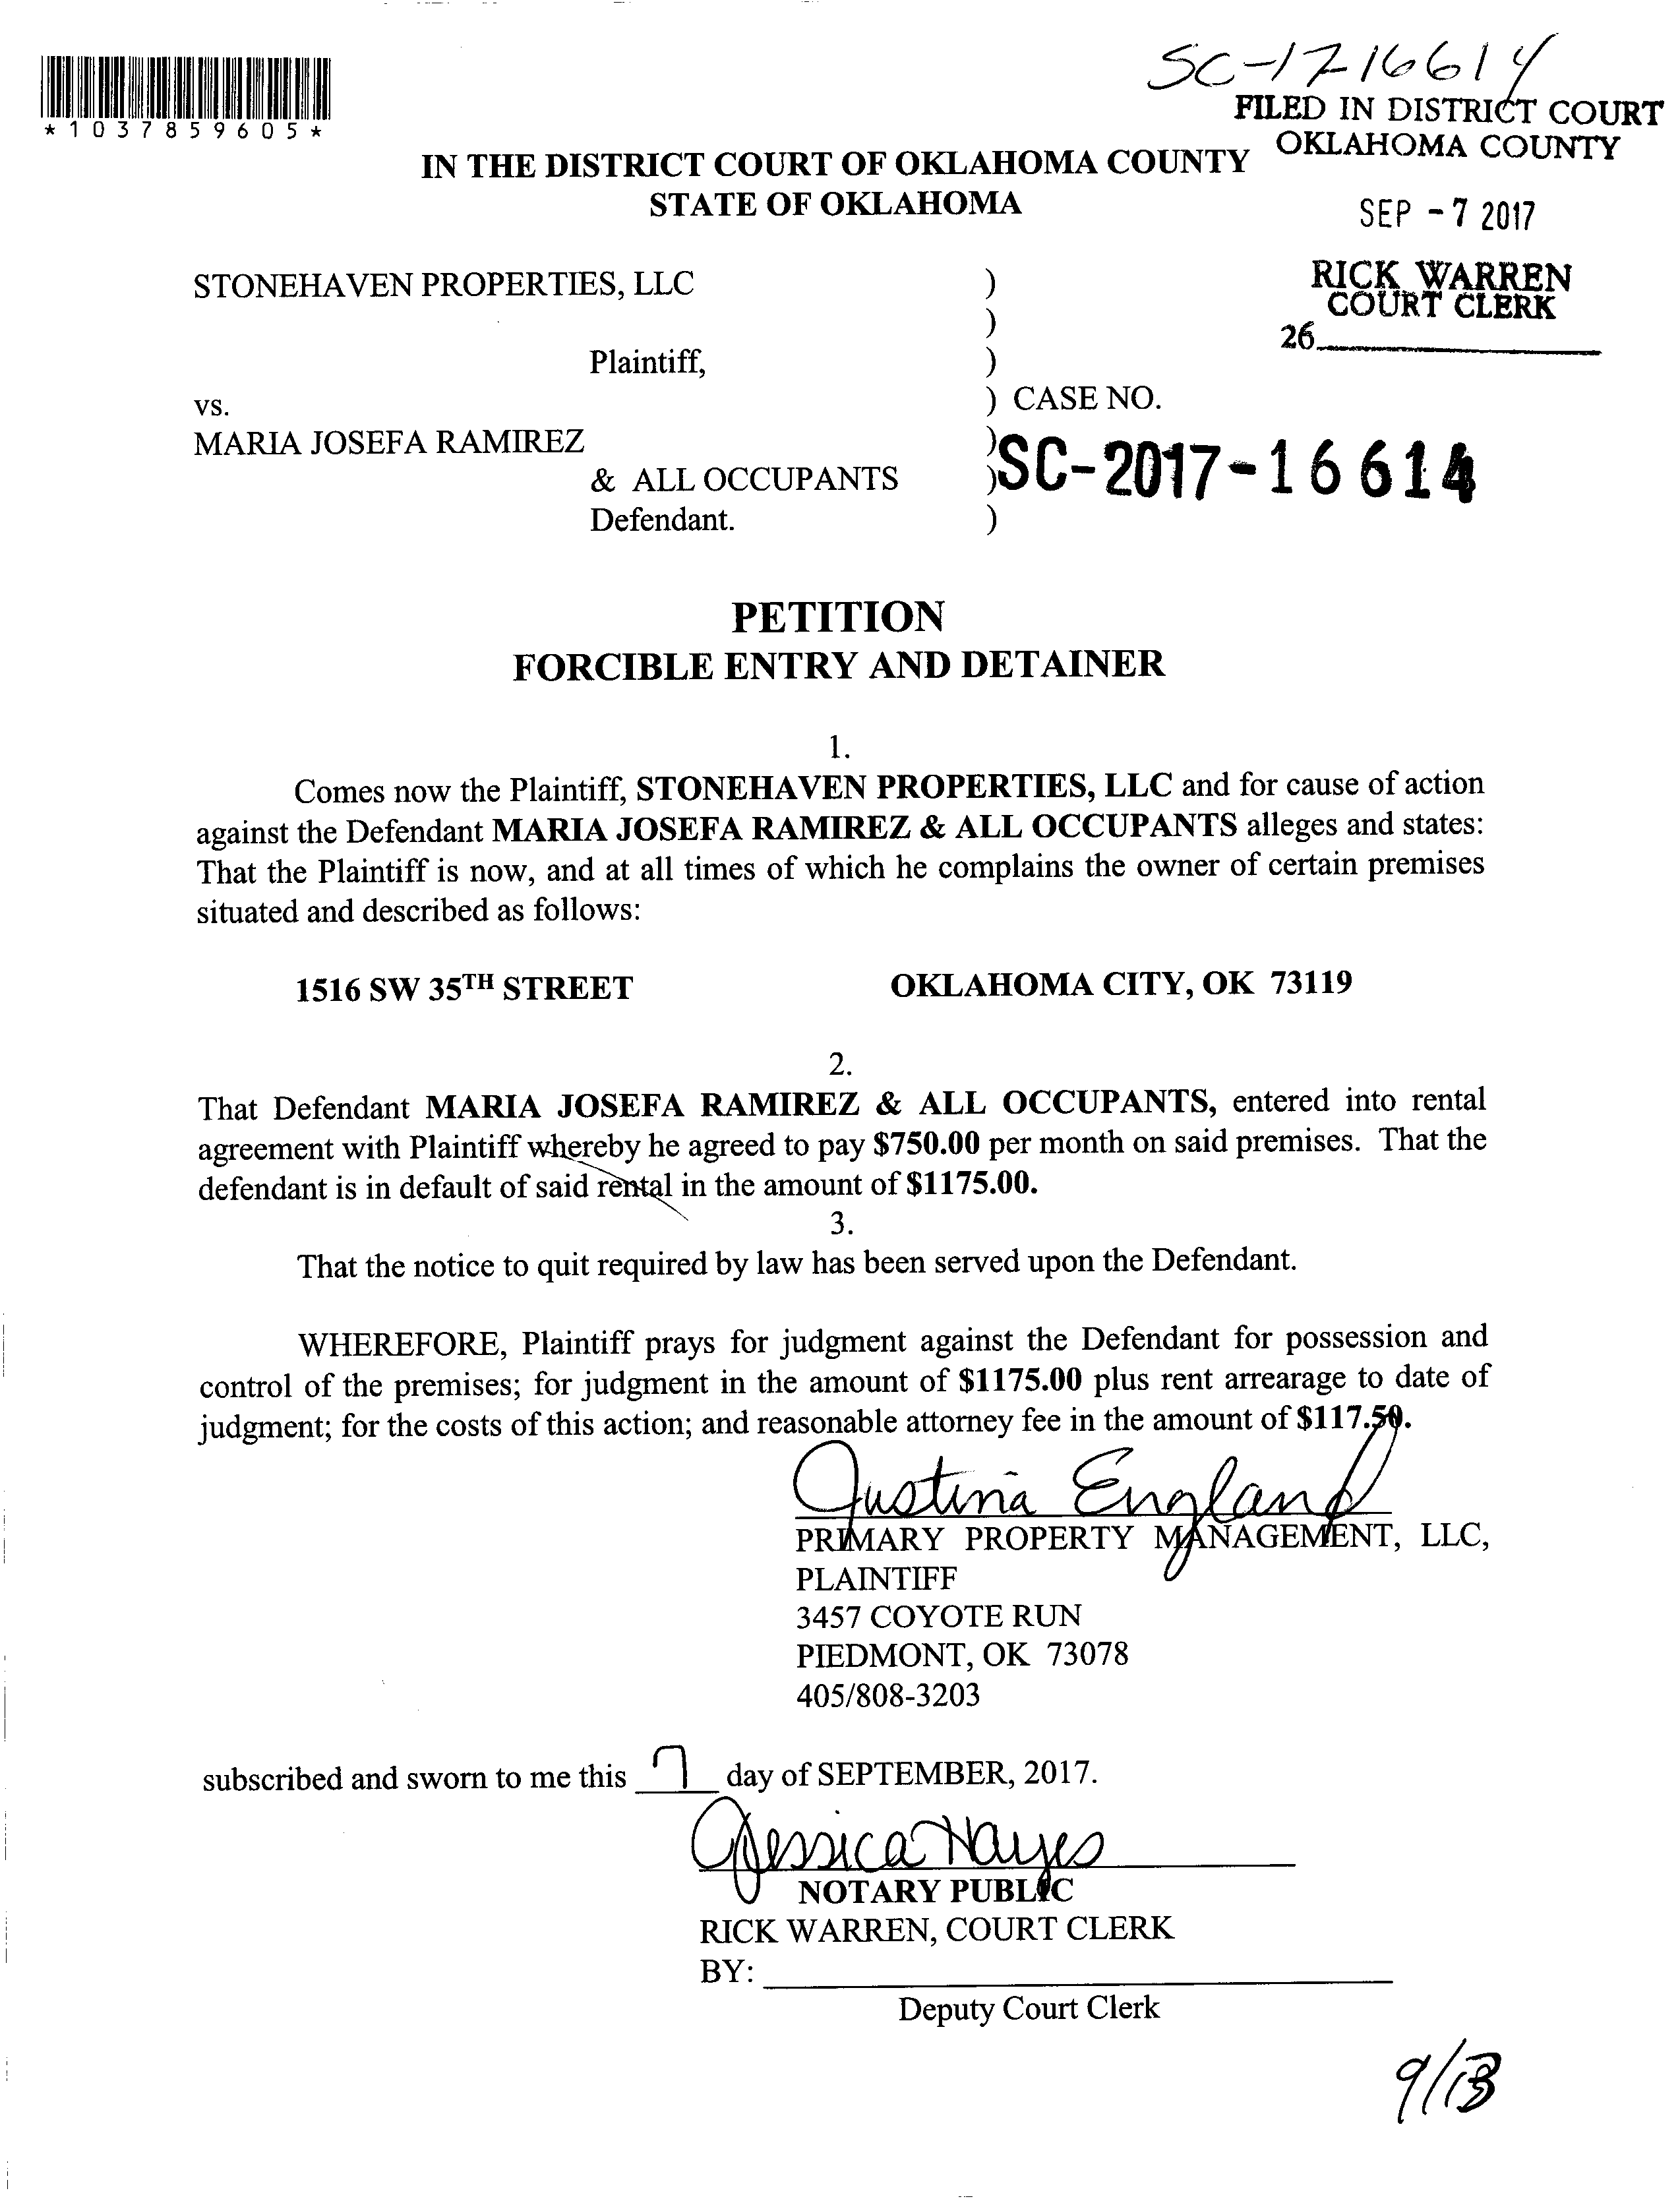 SC-1716614
*1037859605*
FILED IN DISTRICT COURT
OKLAHOMA COUNTY
IN THE DISTRICT COURT OF OKLAHOMA COUNTY
STATE OF OKLAHOMA
SEP - 7 2017
RICK WARREN
COURT CLERK
26
STONEHAVEN PROPERTIES, LLC )
)
Plaintiff, )
vs. ) CASE NO.
MARIA JOSEFA RAMIREZ )
& ALL OCCUPANTS ) SC-2017-16614
Defendant. )
PETITION
FORCIBLE ENTRY AND DETAINER
1.
Comes now the Plaintiff, STONEHAVEN PROPERTIES, LLC and for cause of action
against the Defendant MARIA JOSEFA RAMIREZ & ALL OCCUPANTS alleges and states:
That the Plaintiff is now, and at all times of which he complains the owner of certain premises
situated and described as follows:
1516 SW 35TH STREET OKLAHOMA CITY, OK 73119
2.
That Defendant MARIA JOSEFA RAMIREZ & ALL OCCUPANTS, entered into rental
agreement with Plaintiff whereby he agreed to pay $750.00 per month on said premises. That the
defendant is in default of said rental in the amount of $1175.00.
3.
That the notice to quit required by law has been served upon the Defendant.
WHEREFORE, Plaintiff prays for judgment against the Defendant for possession and
control of the premises; for judgment in the amount of $1175.00 plus rent arrearage to date of
judgment; for the costs of this action; and reasonable attorney fee in the amount of $117.50.
Justina England
PRIMARY PROPERTY MANAGEMENT, LLC,
PLAINTIFF
3457 COYOTE RUN
PIEDMONT, OK 73078
405/808-3203
subscribed and sworn to me this 7 day of SEPTEMBER, 2017.
Jessica Hayes
NOTARY PUBLIC
RICK WARREN, COURT CLERK
BY:
Deputy Court Clerk
9/13